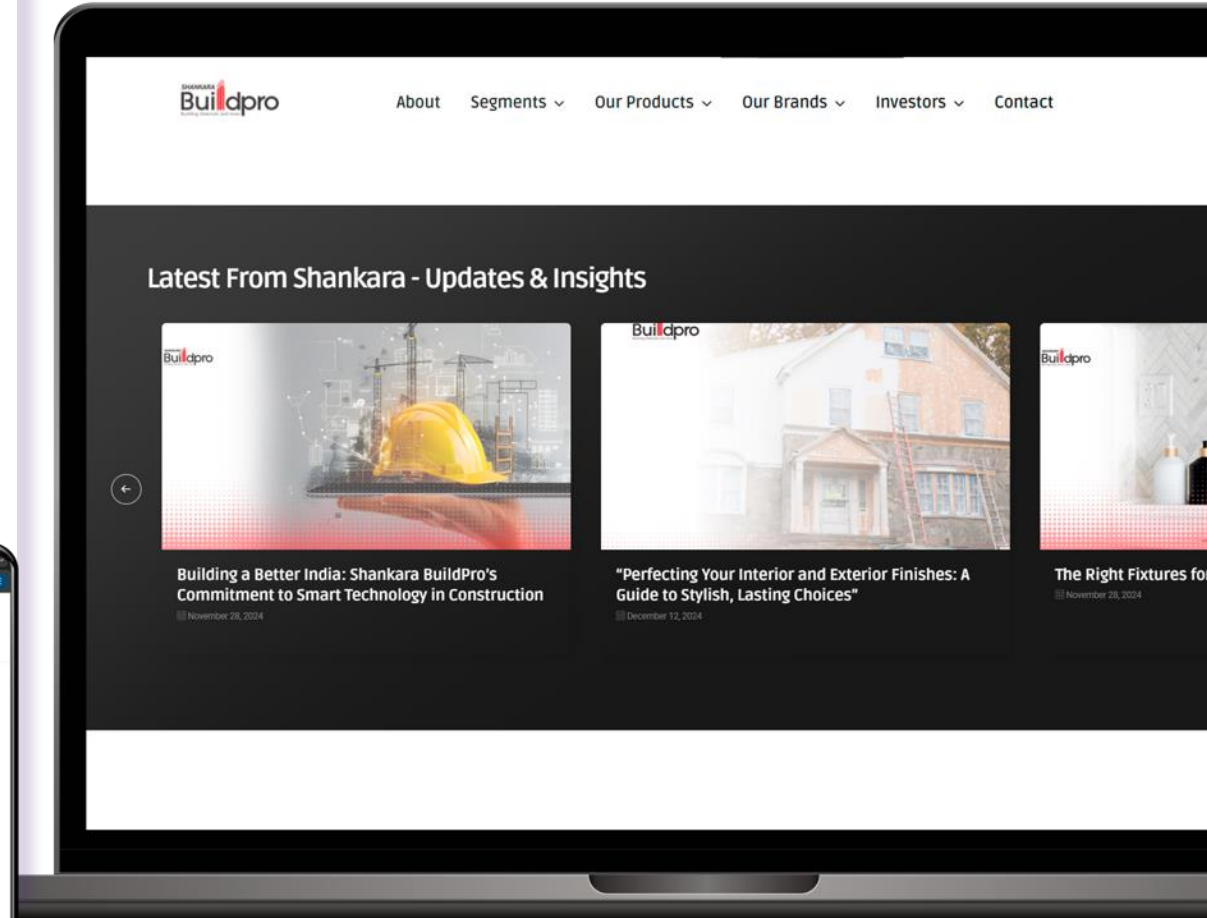 SHANKARA
Buildpro
About Segments Our Products Our Brands Investors Contact
Latest From Shankara - Updates & Insights
Buildpro
Buildpro
Buildpro
Building a Better India: Shankara BuildPro's
Commitment to Smart Technology in Construction
November 28, 2024
"Perfecting Your Interior and Exterior Finishes: A
Guide to Stylish, Lasting Choices”
December 12, 2024
The Right Fixtures for
November 28, 2024